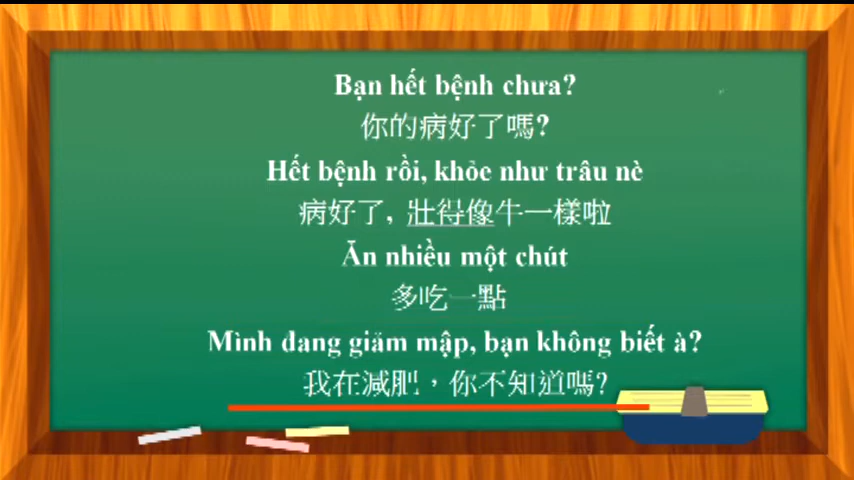 Bạn hết bệnh chưa?
你的病好了嗎?
Hết bệnh rồi, khỏe như trâu nè
病好了, 壯得像牛一樣啦
Ăn nhiều một chút
多吃一點
Mình đang giảm mập, bạn không biết à?
我在減肥，你不知道嗎?